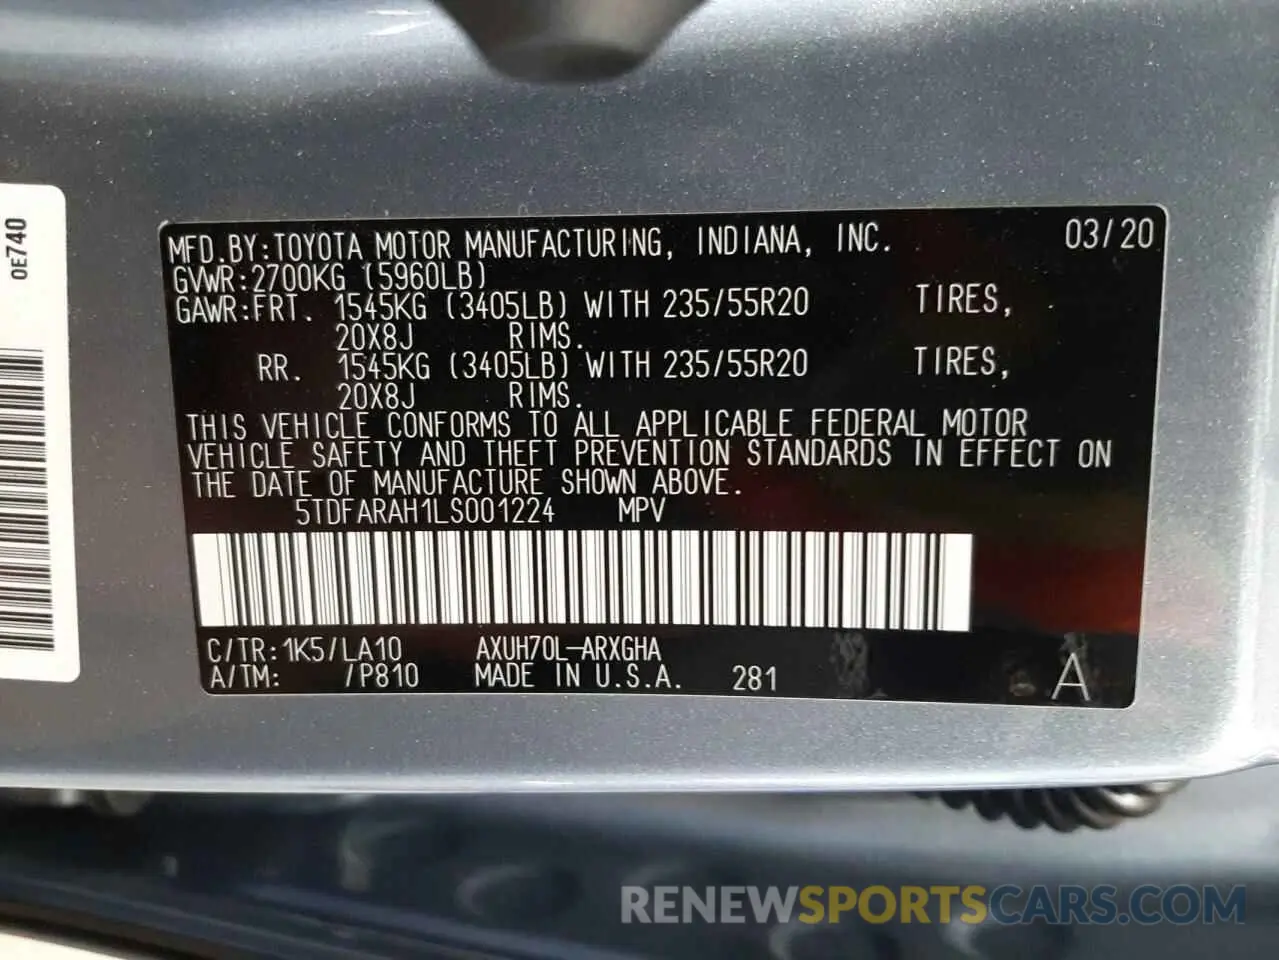 0E740
MFD.BY:TOYOTA MOTOR MANUFACTURING, INDIANA, INC. 03/20
GVWR:2700KG (5960LB)
GAWR:FRT. 1545KG (3405LB) WITH 235/55R20 TIRES,
20X8J RIMS.
RR. 1545KG (3405LB) WITH 235/55R20 TIRES,
20X8J RIMS.
THIS VEHICLE CONFORMS TO ALL APPLICABLE FEDERAL MOTOR
VEHICLE SAFETY AND THEFT PREVENTION STANDARDS IN EFFECT ON
THE DATE OF MANUFACTURE SHOWN ABOVE.
5TDFARAH1LS001224 MPV
C/TR:1K5/LA10 AXUH70L-ARXGHA
A/TM: /P810 MADE IN U.S.A. 281 A
RENEWSPORTSCARS.COM